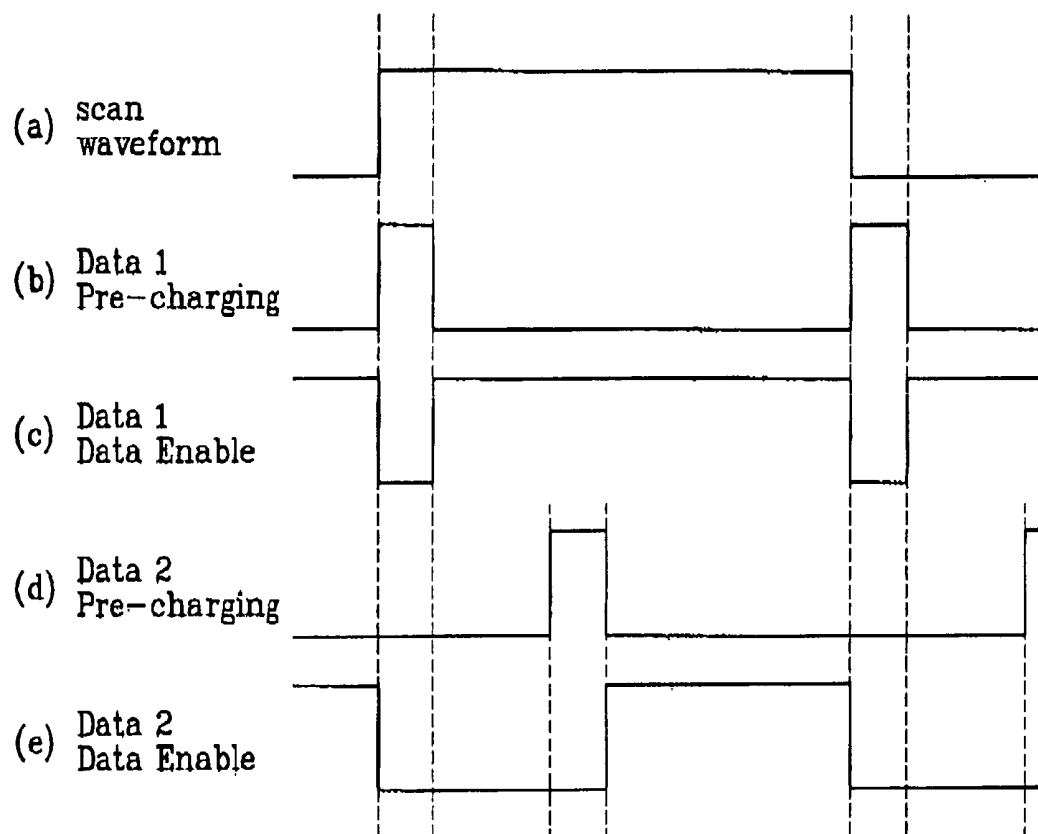 (a) scan
waveform
(b) Data 1
Pre-charging
(c) Data 1
Data Enable
(d) Data 2
Pre-charging
(e) Data 2
Data Enable